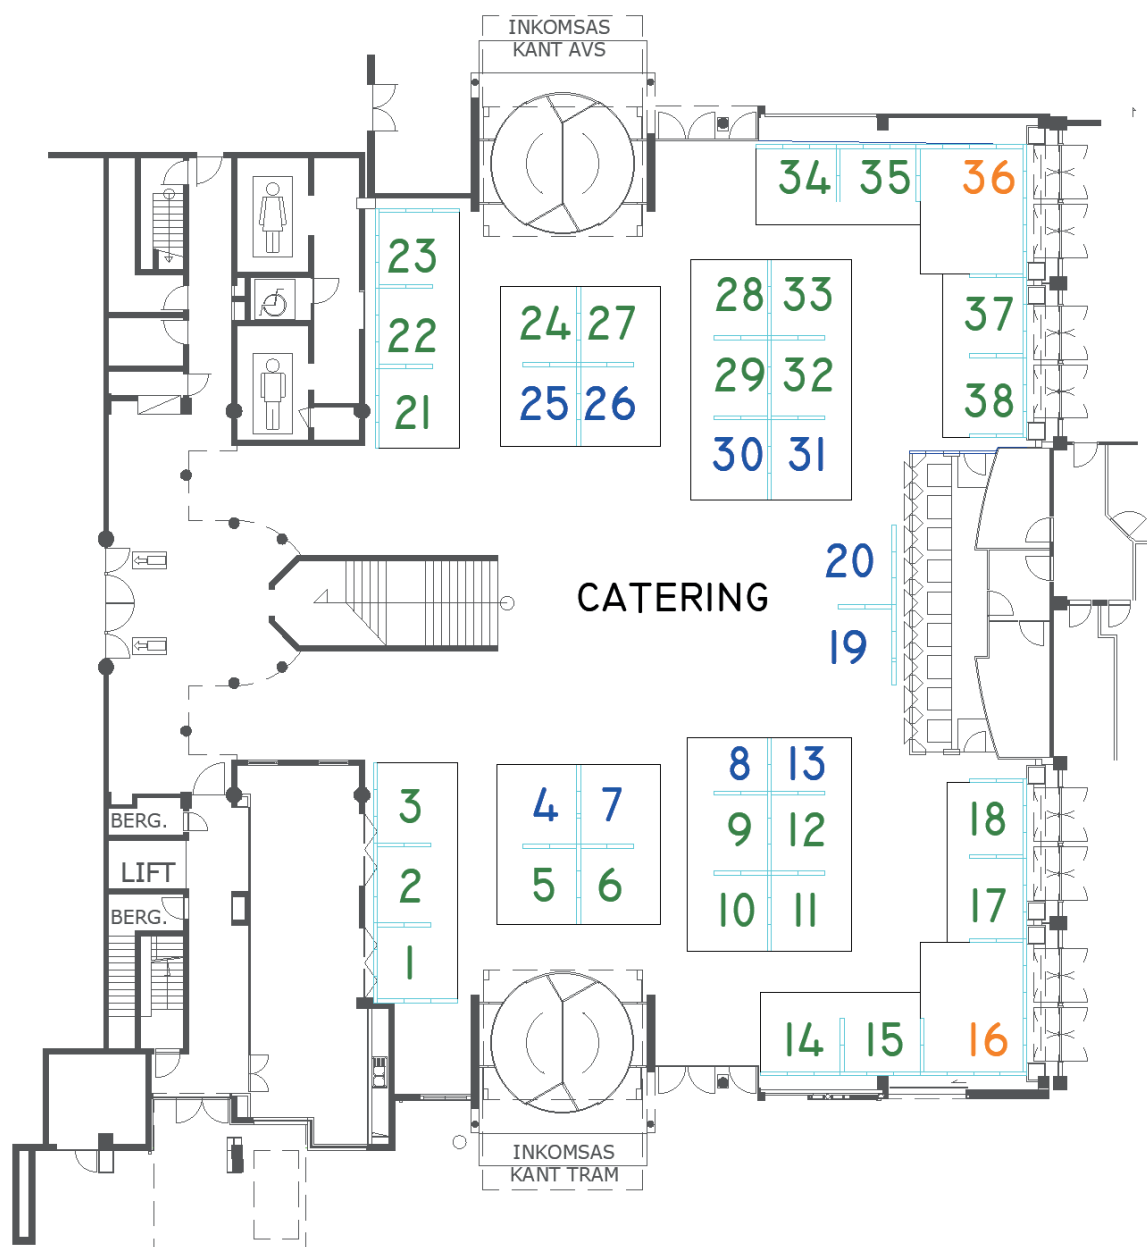 INKOMSAS
KANT AVS
34 35 36
23
28 33
24 27
37
22
29 32
25 26
38
21
30 31
20
CATERING
19
8 13
3
4 7
BERG.
18
9 12
LIFT
2
5 6
17
10 11
BERG.
1
14 15 16
INKOMSAS
KANT TRAM